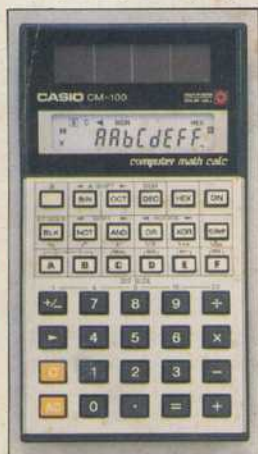 CASIO CM-100
HEX
AAbCdEFF
computer math calc
BIN OCT DEC HEX ON
BLK NOT AND OR XOR
A B C D E F
+/− 7 8 9 ÷
► 4 5 6 ×
C 1 2 3 −
AC 0 · = +